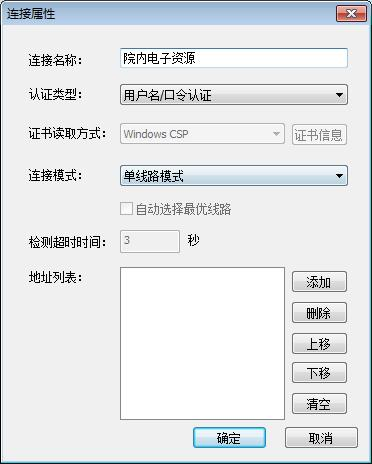 连接属性
连接名称： 院内电子资源
认证类型： 用户名/口令认证
证书读取方式： Windows CSP 证书信息
连接模式： 单线路模式
自动选择最优线路
检测超时时间： 3 秒
地址列表：
添加
删除
上移
下移
清空
确定 取消